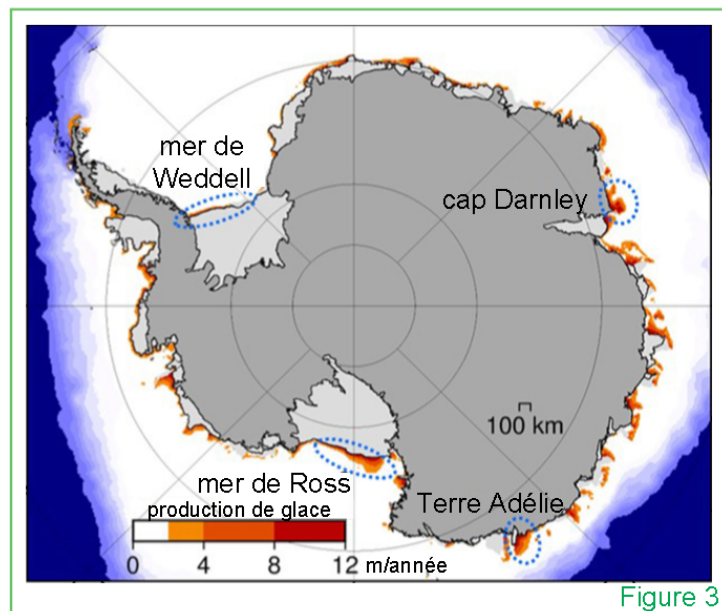 mer de
Weddell
cap Darnley
100 km
mer de Ross
Terre Adélie
production de glace
0 4 8 12 m/année
Figure 3